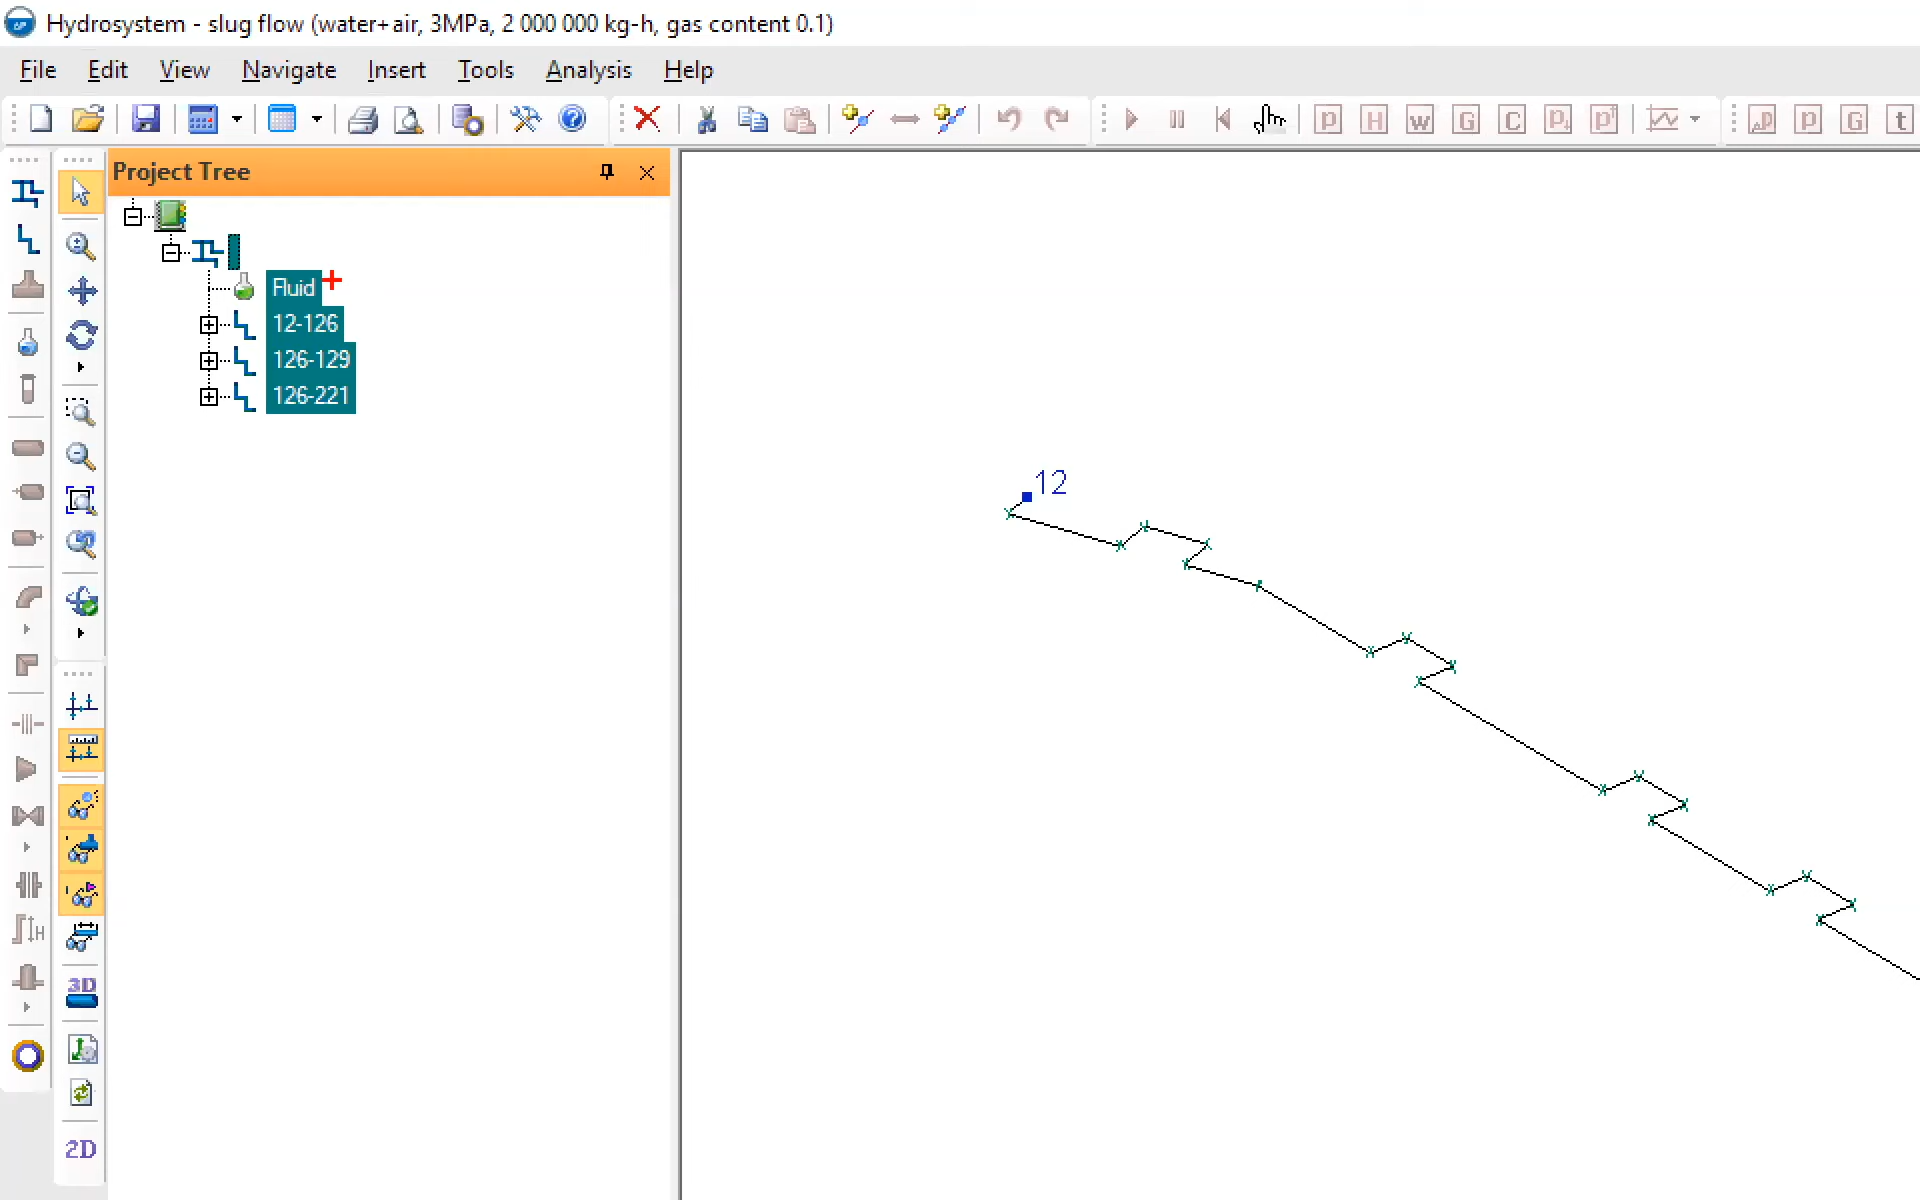 Hydrosystem - slug flow (water+air, 3MPa, 2 000 000 kg-h, gas content 0.1)
File Edit View Navigate Insert Tools Analysis Help
p H w G C P↓ P↑ ΔP p G t
Project Tree
Fluid
12-126
126-129
126-221
12
H
3D
2D